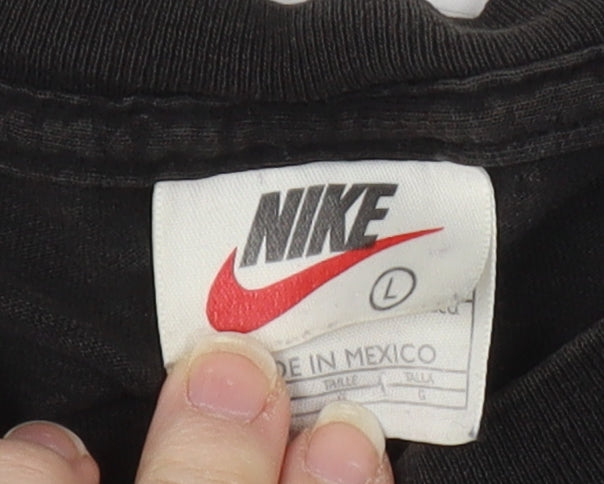 NIKE
L
DE IN MEXICO
TAILLE TALLA
G